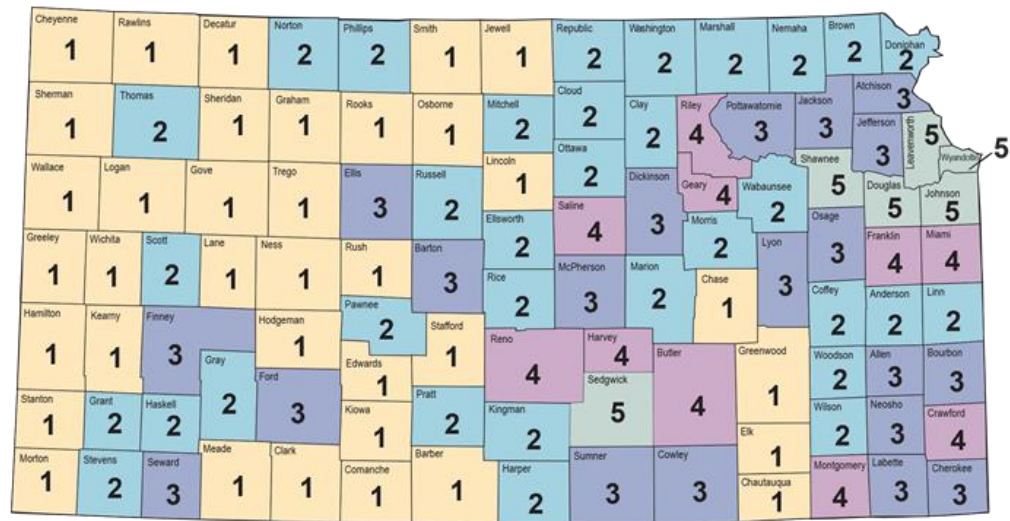 Cheyenne 1
Rawlins 1
Decatur 1
Norton 2
Phillips 2
Smith 1
Jewell 1
Republic 2
Washington 2
Marshall 2
Nemaha 2
Brown 2
Doniphan 2
Sherman 1
Thomas 2
Sheridan 1
Graham 1
Rooks 1
Osborne 1
Mitchell 2
Cloud 2
Clay 2
Riley 4
Pottawatomie 3
Jackson 3
Atchison 3
Jefferson 3
Leavenworth 5
Wyandotte 5
Wallace 1
Logan 1
Gove 1
Trego 1
Ellis 3
Russell 2
Lincoln 1
Ottawa 2
Dickinson 3
Geary 4
Wabaunsee 2
Shawnee 5
Douglas 5
Johnson 5
Saline 4
Ellsworth 2
Morris 2
Osage 3
Franklin 4
Miami 4
Greeley 1
Wichita 1
Scott 2
Lane 1
Ness 1
Rush 1
Barton 3
Rice 2
McPherson 3
Marion 2
Chase 1
Lyon 3
Coffey 2
Anderson 2
Linn 2
Hamilton 1
Kearny 1
Finney 3
Hodgeman 1
Pawnee 2
Stafford 1
Reno 4
Harvey 4
Butler 4
Greenwood 1
Woodson 2
Allen 3
Bourbon 3
Gray 2
Ford 3
Edwards 1
Sedgwick 5
Stanton 1
Grant 2
Haskell 2
Kiowa 1
Pratt 2
Kingman 2
Elk 1
Wilson 2
Neosho 3
Crawford 4
Morton 1
Stevens 2
Seward 3
Meade 1
Clark 1
Comanche 1
Barber 1
Harper 2
Sumner 3
Cowley 3
Chautauqua 1
Montgomery 4
Labette 3
Cherokee 3